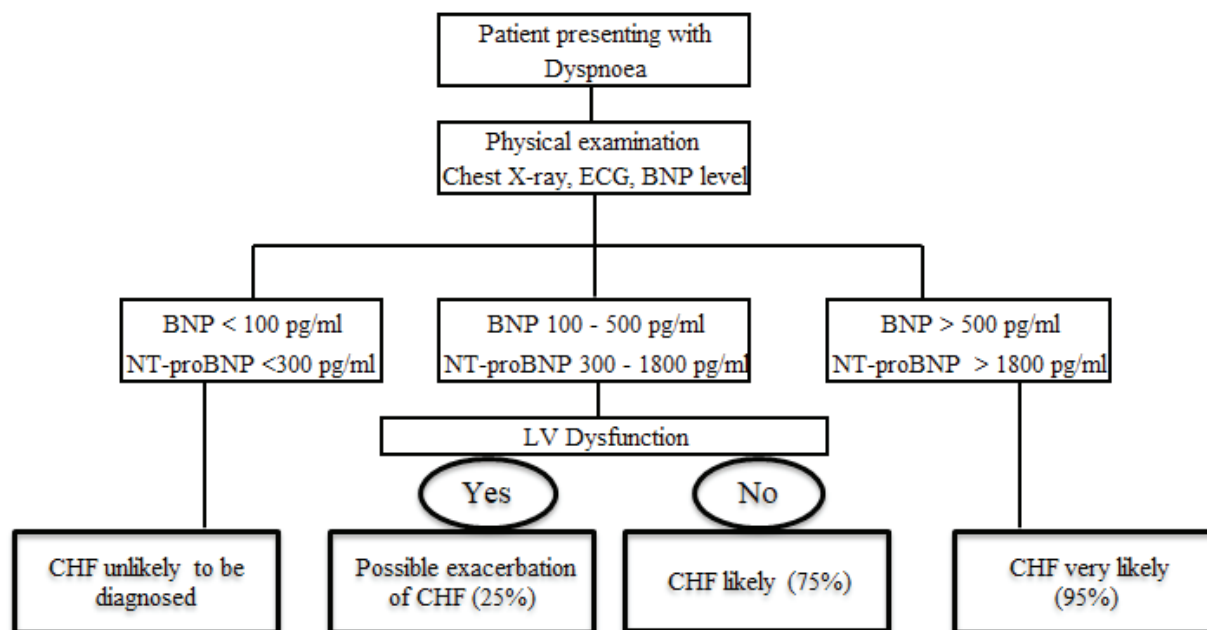 Patient presenting with
Dyspnoea
Physical examination
Chest X-ray, ECG, BNP level
BNP < 100 pg/ml
NT-proBNP <300 pg/ml
BNP 100 - 500 pg/ml
NT-proBNP 300 - 1800 pg/ml
BNP > 500 pg/ml
NT-proBNP > 1800 pg/ml
LV Dysfunction
Yes
No
CHF unlikely to be
diagnosed
Possible exacerbation
of CHF (25%)
CHF likely (75%)
CHF very likely
(95%)